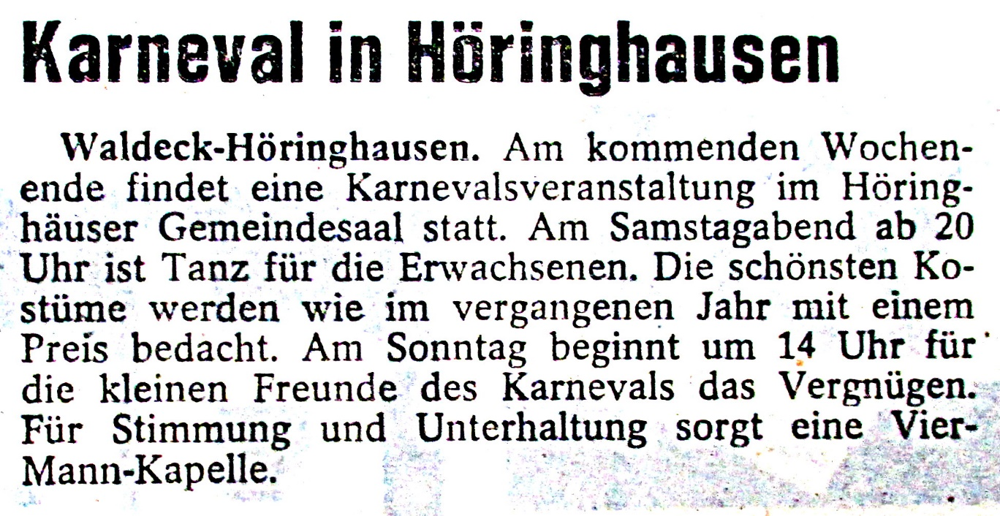 Karneval in Höringhausen
Waldeck-Höringhausen. Am kommenden Wochen-
ende findet eine Karnevalsveranstaltung im Höring-
häuser Gemeindesaal statt. Am Samstagabend ab 20
Uhr ist Tanz für die Erwachsenen. Die schönsten Ko-
stüme werden wie im vergangenen Jahr mit einem
Preis bedacht. Am Sonntag beginnt um 14 Uhr für
die kleinen Freunde des Karnevals das Vergnügen.
Für Stimmung und Unterhaltung sorgt eine Vier-
Mann-Kapelle.